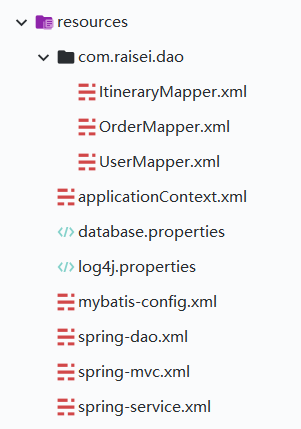 resources
com.raisei.dao
ItineraryMapper.xml
OrderMapper.xml
UserMapper.xml
applicationContext.xml
database.properties
log4j.properties
mybatis-config.xml
spring-dao.xml
spring-mvc.xml
spring-service.xml